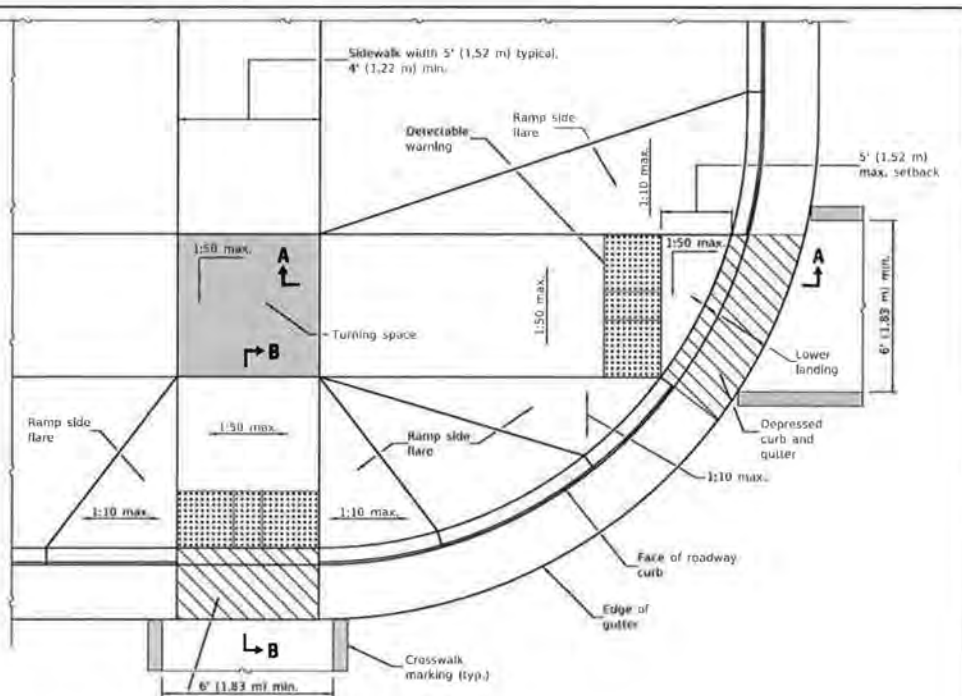 Sidewalk width 5' (1.52 m) typical,
4' (1.22 m) min.
Detectable
warning
Ramp side
flare
1:10 max.
5' (1.52 m)
max. setback
1:50 max.
A
1:50 max.
1:50 max.
A
Turning space
B
6' (1.83 m) min.
Lower
landing
Ramp side
flare
1:50 max.
Ramp side
flare
Depressed
curb and
gutter
1:10 max.
1:10 max.
1:10 max.
Face of roadway
curb
Edge of
gutter
B
Crosswalk
marking (typ.)
6' (1.83 m) min.